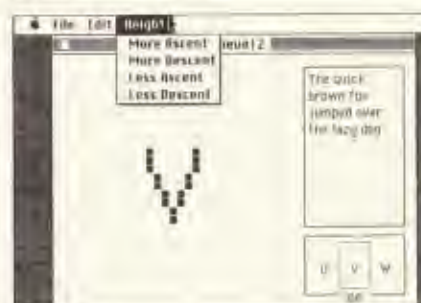 File Edit Height
More Ascent
More Descent
Less Ascent
Less Descent
The quick
brown fox
jumped over
the lazy dog
U V W